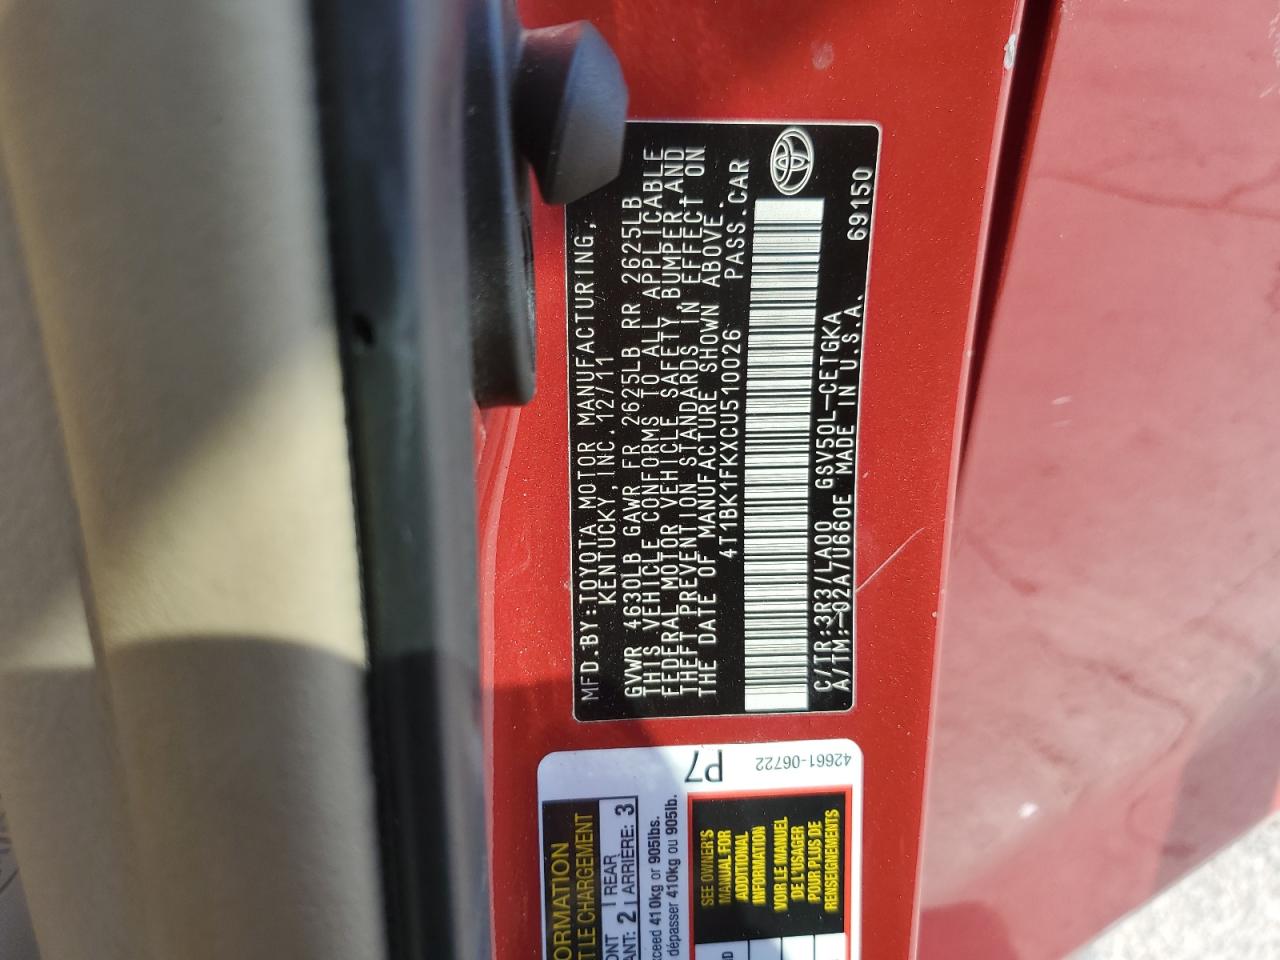 MFD.BY:TOYOTA MOTOR MANUFACTURING,
KENTUCKY, INC. 12/11
GVWR 4630LB GAWR FR 2625LB RR 2625LB
THIS VEHICLE CONFORMS TO ALL APPLICABLE
FEDERAL MOTOR VEHICLE SAFETY, BUMPER, AND
THEFT PREVENTION STANDARDS IN EFFECT ON
THE DATE OF MANUFACTURE SHOWN ABOVE.
4T1BK1FKXCU510026 PASS.CAR
C/TR:3R3/LA00 GSV50L-CETGKA
A/TM:-02A/U660E MADE IN U.S.A.
69150
P7
42661-06722
ORMATION
T LE CHARGEMENT
ONT 2 REAR 3
ANT: ARRIÈRE:
xceed 410kg or 905lbs.
dépasser 410kg ou 905lb.
SEE OWNER'S
MANUAL FOR
ADDITIONAL
INFORMATION
VOIR LE MANUEL
DE L'USAGER
POUR PLUS DE
RENSEIGNEMENTS